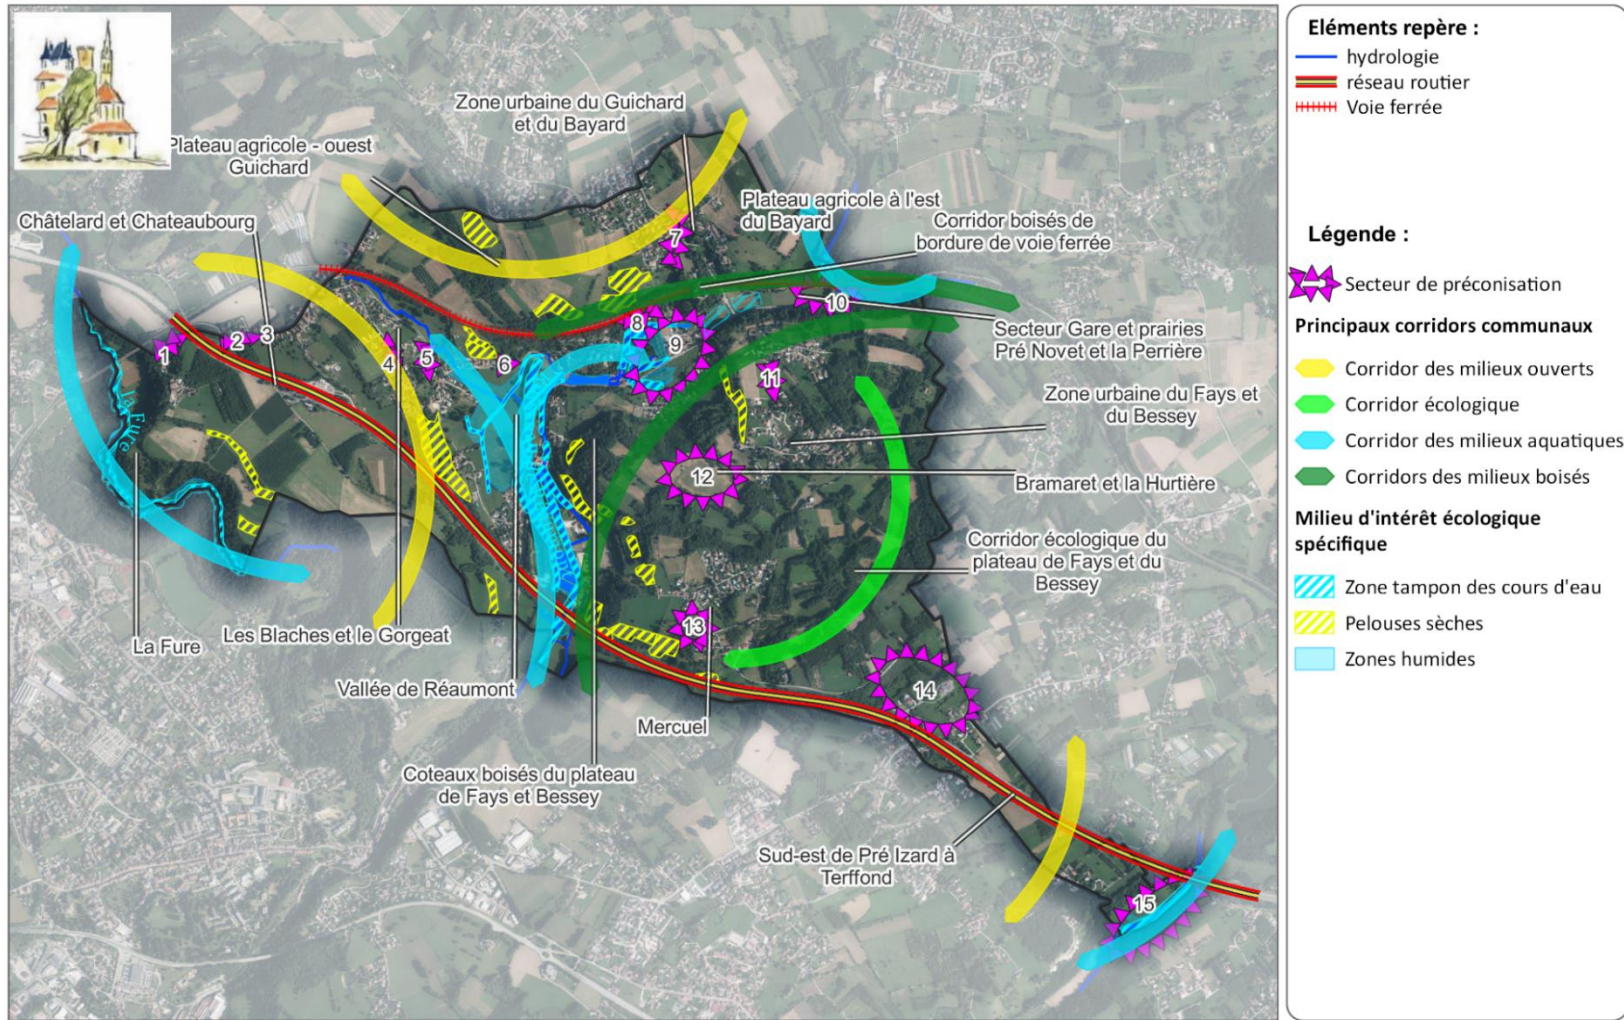 Zone urbaine du Guichard
et du Bayard
Plateau agricole - ouest
Guichard
Châtelard et Chateaubourg
Plateau agricole à l'est
du Bayard
Corridor boisés de
bordure de voie ferrée
7
10
8
1
2
3
4
5
6
9
Secteur Gare et prairies
Pré Novet et la Perrière
11
Zone urbaine du Fays et
du Bessey
la Fure
12
Bramaret et la Hurtière
Corridor écologique du
plateau de Fays et du
Bessey
La Fure
Les Blaches et le Gorgeat
13
Vallée de Réaumont
14
Mercuel
Coteaux boisés du plateau
de Fays et Bessey
Sud-est de Pré Izard à
Terffond
15
Eléments repère :
hydrologie
réseau routier
Voie ferrée
Légende :
Secteur de préconisation
Principaux corridors communaux
Corridor des milieux ouverts
Corridor écologique
Corridor des milieux aquatiques
Corridors des milieux boisés
Milieu d'intérêt écologique
spécifique
Zone tampon des cours d'eau
Pelouses sèches
Zones humides